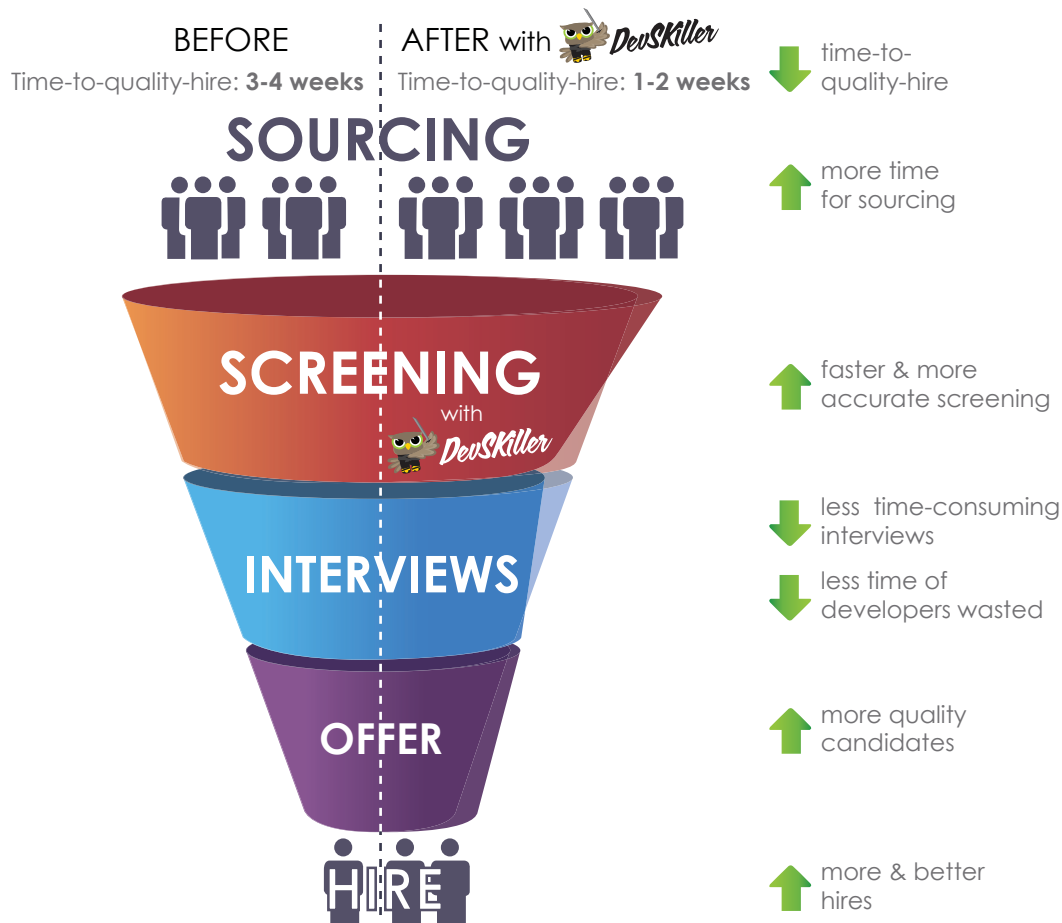 BEFORE
Time-to-quality-hire: 3-4 weeks
AFTER with DevSKiller
Time-to-quality-hire: 1-2 weeks
time-to-
quality-hire
SOURCING
more time
for sourcing
SCREENING
with
DevSKiller
faster & more
accurate screening
INTERVIEWS
less time-consuming
interviews
less time of
developers wasted
OFFER
more quality
candidates
HIRE
more & better
hires